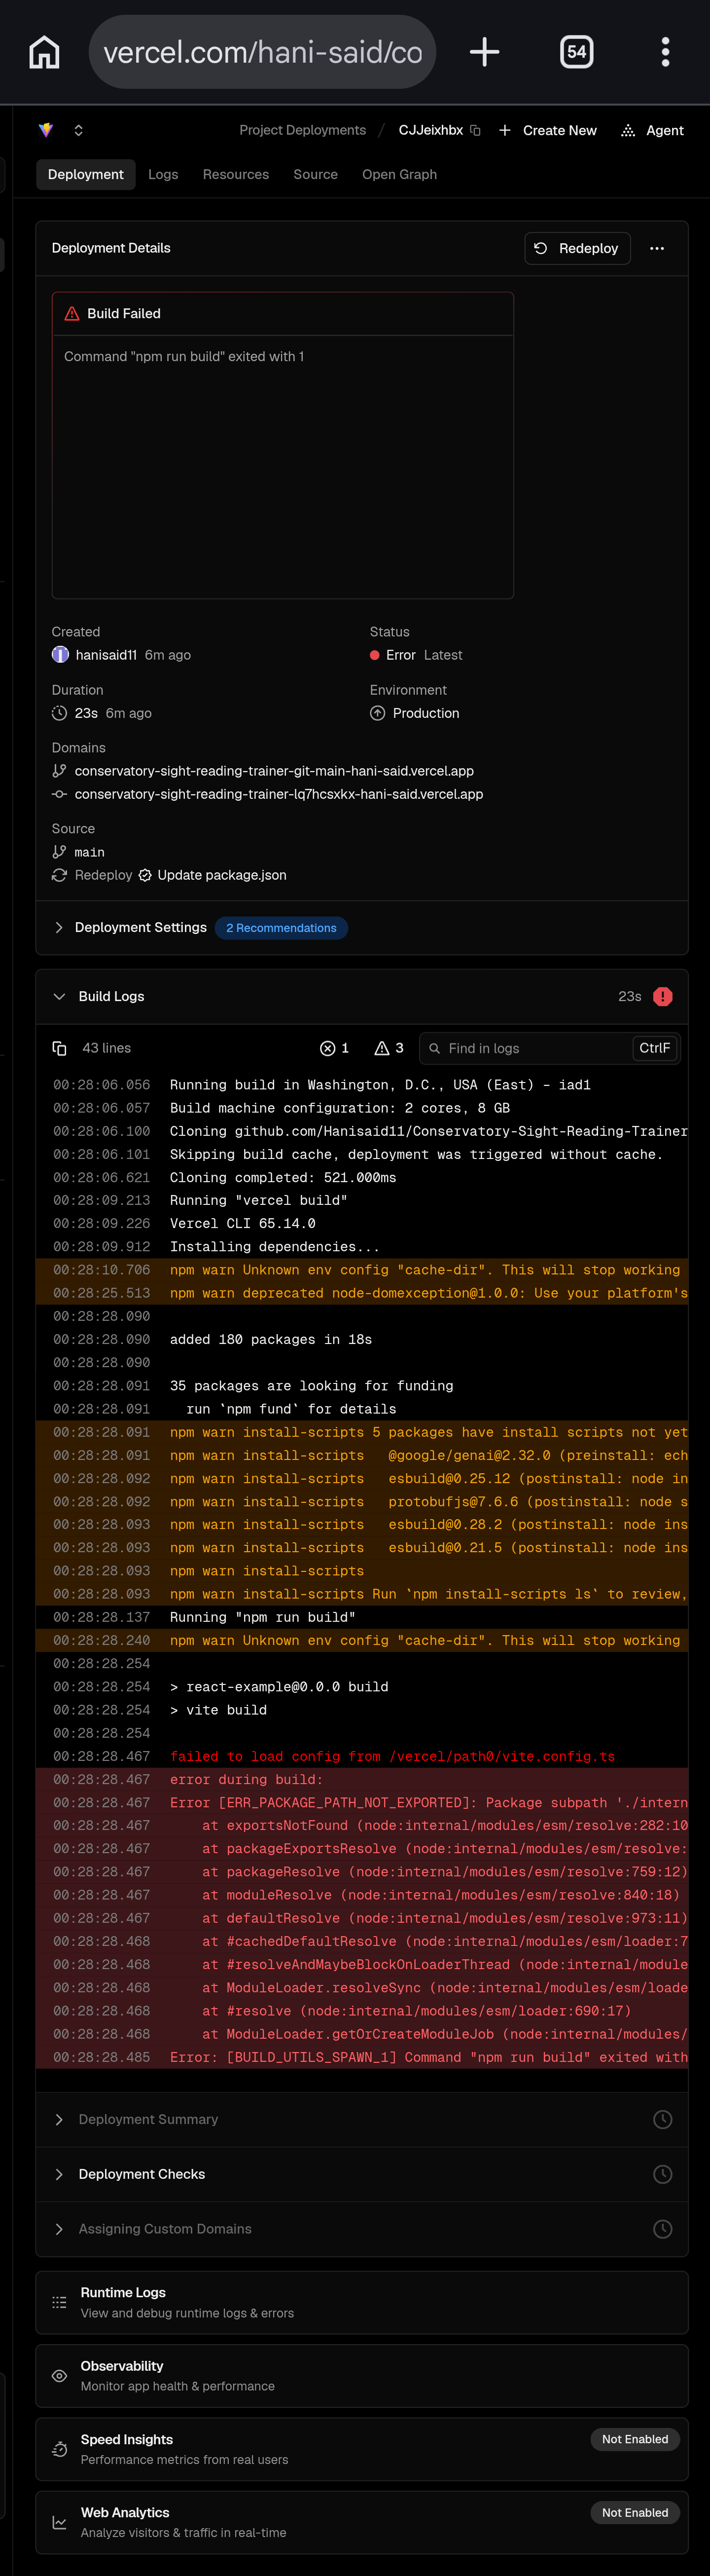 vercel.com/hani-said/co
54
Project Deployments / CJJeixhbx
Create New
Agent
Deployment
Logs
Resources
Source
Open Graph
Deployment Details
Redeploy
Build Failed
Command "npm run build" exited with 1
Created
Status
hanisaid11 6m ago
Error Latest
Duration
Environment
23s 6m ago
Production
Domains
conservatory-sight-reading-trainer-git-main-hani-said.vercel.app
conservatory-sight-reading-trainer-lq7hcsxkx-hani-said.vercel.app
Source
main
Redeploy Update package.json
Deployment Settings 2 Recommendations
Build Logs
23s
43 lines
1
3
Find in logs
CtrlF
00:28:06.056 Running build in Washington, D.C., USA (East) – iad1
00:28:06.057 Build machine configuration: 2 cores, 8 GB
00:28:06.100 Cloning github.com/Hanisaid11/Conservatory-Sight-Reading-Trainer
00:28:06.101 Skipping build cache, deployment was triggered without cache.
00:28:06.621 Cloning completed: 521.000ms
00:28:09.213 Running "vercel build"
00:28:09.226 Vercel CLI 65.14.0
00:28:09.912 Installing dependencies...
00:28:10.706 npm warn Unknown env config "cache-dir". This will stop working
00:28:25.513 npm warn deprecated node-domexception@1.0.0: Use your platform's
00:28:28.090
00:28:28.090 added 180 packages in 18s
00:28:28.090
00:28:28.091 35 packages are looking for funding
00:28:28.091 run `npm fund` for details
00:28:28.091 npm warn install-scripts 5 packages have install scripts not yet
00:28:28.091 npm warn install-scripts @google/genai@2.32.0 (preinstall: ech
00:28:28.092 npm warn install-scripts esbuild@0.25.12 (postinstall: node in
00:28:28.092 npm warn install-scripts protobufjs@7.6.6 (postinstall: node s
00:28:28.093 npm warn install-scripts esbuild@0.28.2 (postinstall: node ins
00:28:28.093 npm warn install-scripts esbuild@0.21.5 (postinstall: node ins
00:28:28.093 npm warn install-scripts
00:28:28.093 npm warn install-scripts Run `npm install-scripts ls` to review,
00:28:28.137 Running "npm run build"
00:28:28.240 npm warn Unknown env config "cache-dir". This will stop working
00:28:28.254
00:28:28.254 > react-example@0.0.0 build
00:28:28.254 > vite build
00:28:28.254
00:28:28.467 failed to load config from /vercel/path0/vite.config.ts
00:28:28.467 error during build:
00:28:28.467 Error [ERR_PACKAGE_PATH_NOT_EXPORTED]: Package subpath './intern
00:28:28.467 at exportsNotFound (node:internal/modules/esm/resolve:282:10
00:28:28.467 at packageExportsResolve (node:internal/modules/esm/resolve:
00:28:28.467 at packageResolve (node:internal/modules/esm/resolve:759:12)
00:28:28.467 at moduleResolve (node:internal/modules/esm/resolve:840:18)
00:28:28.467 at defaultResolve (node:internal/modules/esm/resolve:973:11)
00:28:28.468 at #cachedDefaultResolve (node:internal/modules/esm/loader:7
00:28:28.468 at #resolveAndMaybeBlockOnLoaderThread (node:internal/module
00:28:28.468 at ModuleLoader.resolveSync (node:internal/modules/esm/loade
00:28:28.468 at #resolve (node:internal/modules/esm/loader:690:17)
00:28:28.468 at ModuleLoader.getOrCreateModuleJob (node:internal/modules/
00:28:28.485 Error: [BUILD_UTILS_SPAWN_1] Command "npm run build" exited with
Deployment Summary
Deployment Checks
Assigning Custom Domains
Runtime Logs
View and debug runtime logs & errors
Observability
Monitor app health & performance
Speed Insights
Not Enabled
Performance metrics from real users
Web Analytics
Not Enabled
Analyze visitors & traffic in real-time